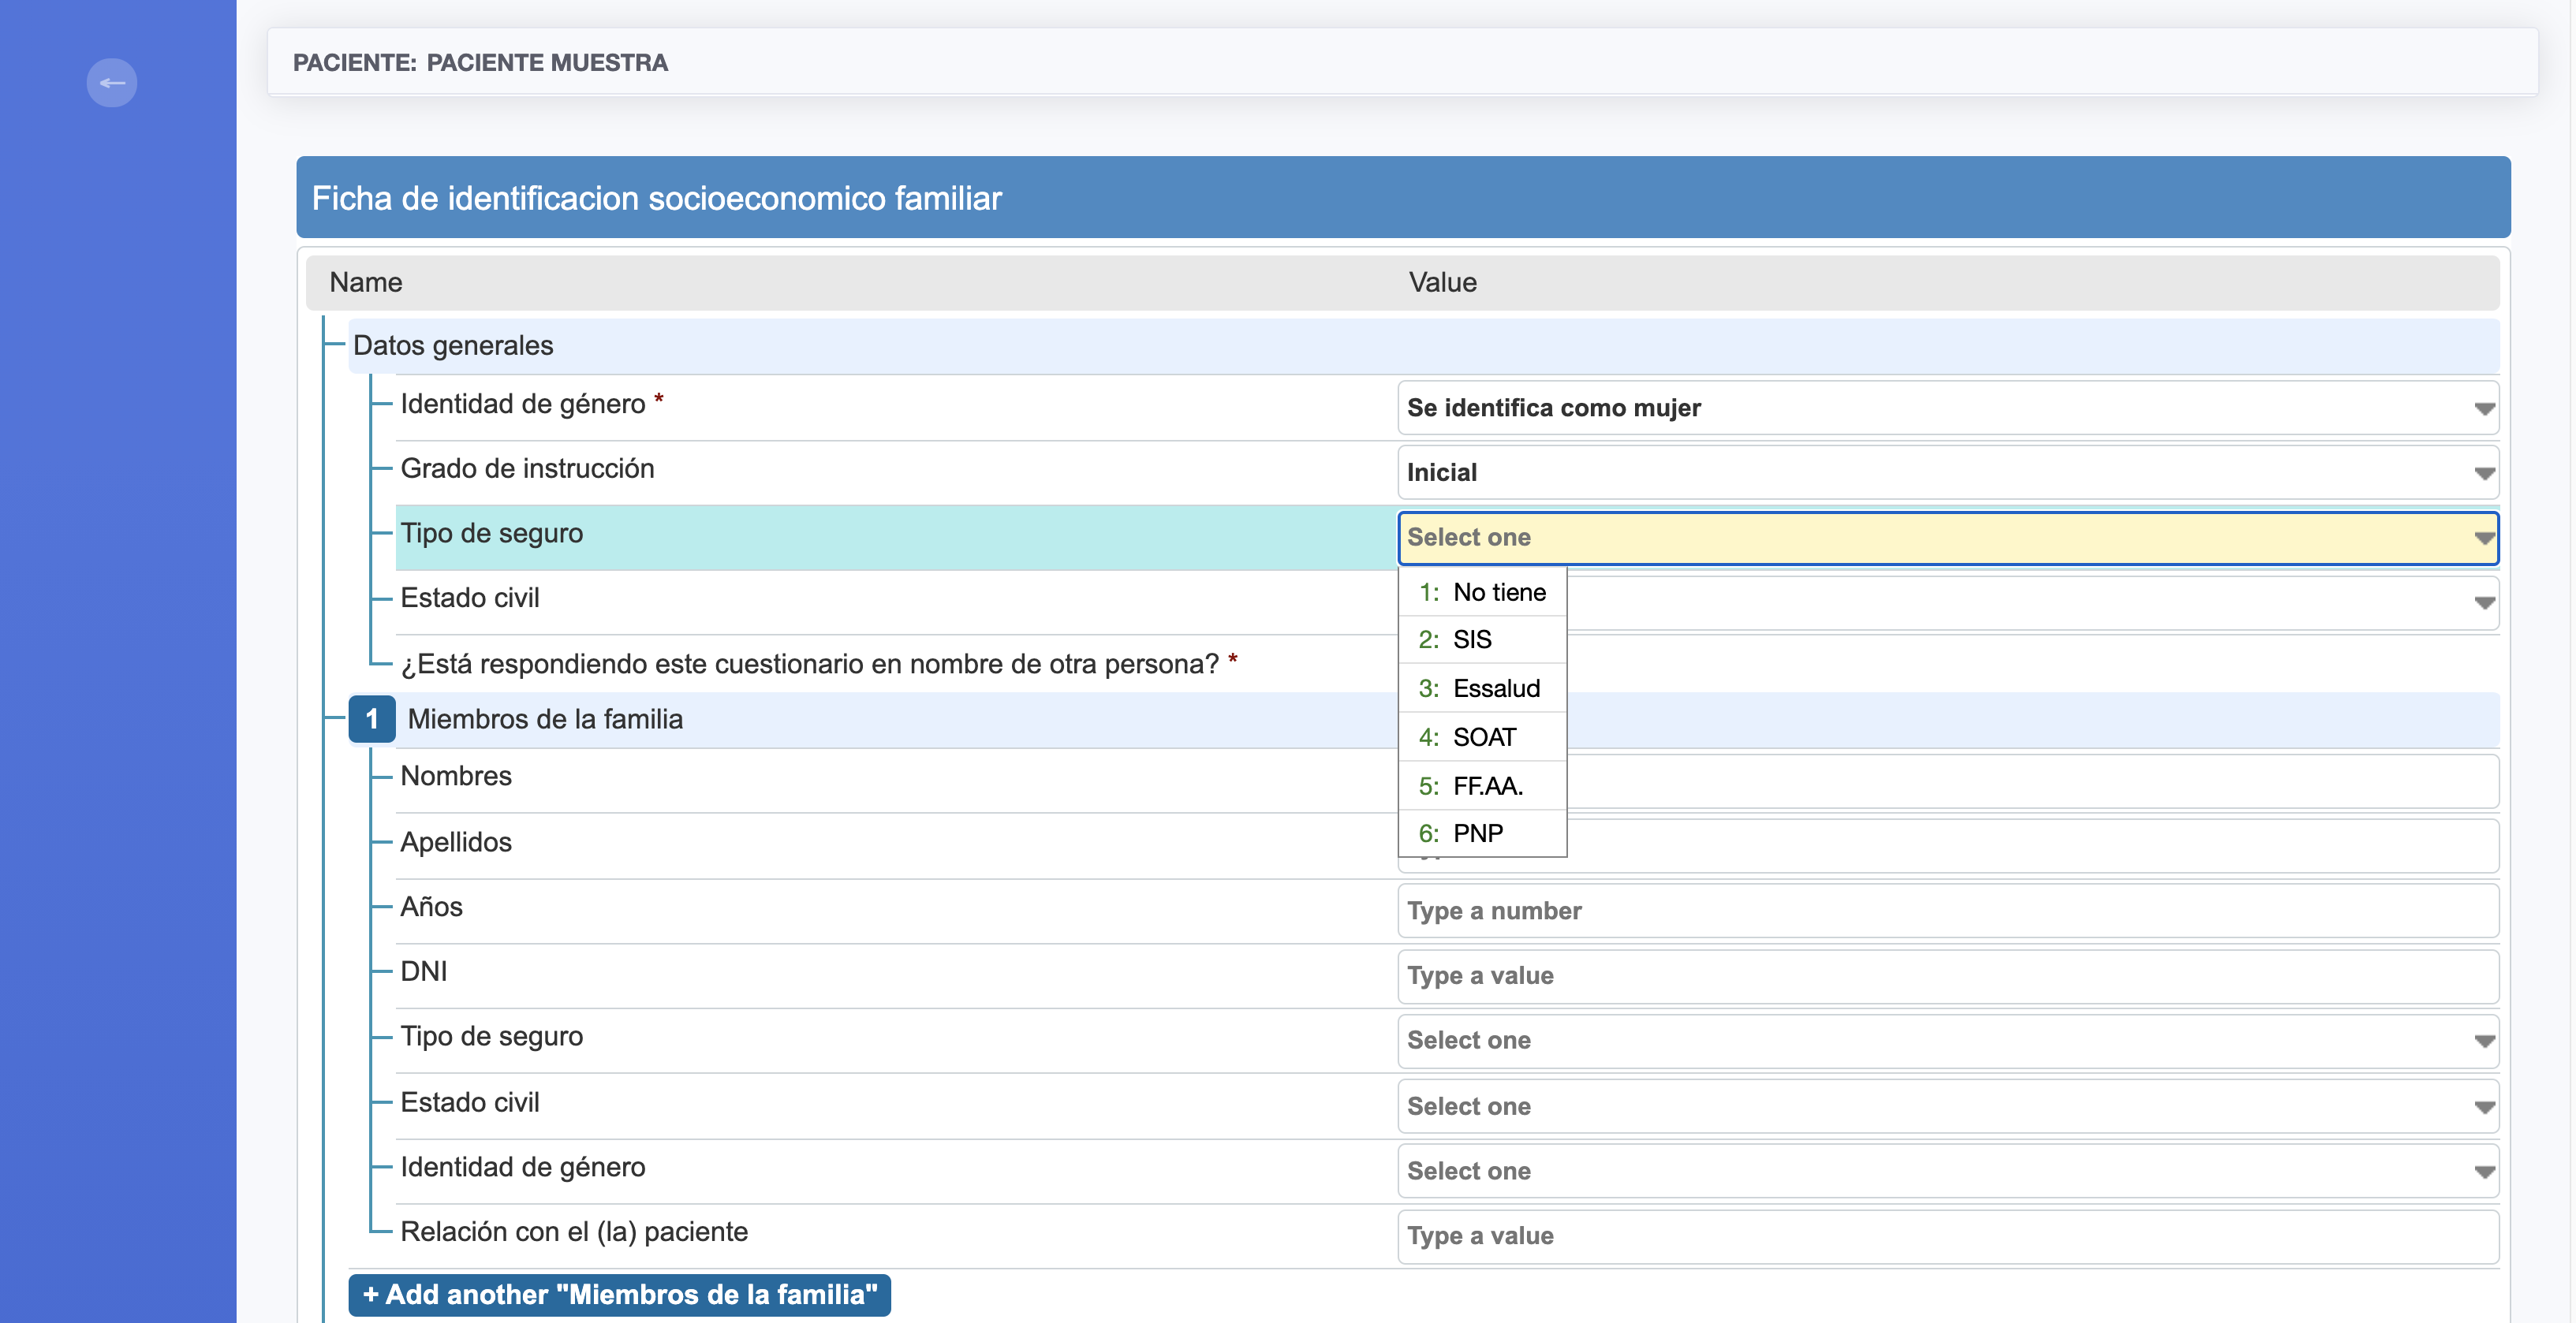 PACIENTE: PACIENTE MUESTRA
Ficha de identificacion socioeconomico familiar
Name Value
Datos generales
Identidad de género * Se identifica como mujer
Grado de instrucción Inicial
Tipo de seguro Select one
1: No tiene
2: SIS
3: Essalud
4: SOAT
5: FF.AA.
6: PNP
Estado civil
¿Está respondiendo este cuestionario en nombre de otra persona? *
1 Miembros de la familia
Nombres
Apellidos
Años Type a number
DNI Type a value
Tipo de seguro Select one
Estado civil Select one
Identidad de género Select one
Relación con el (la) paciente Type a value
+ Add another "Miembros de la familia"